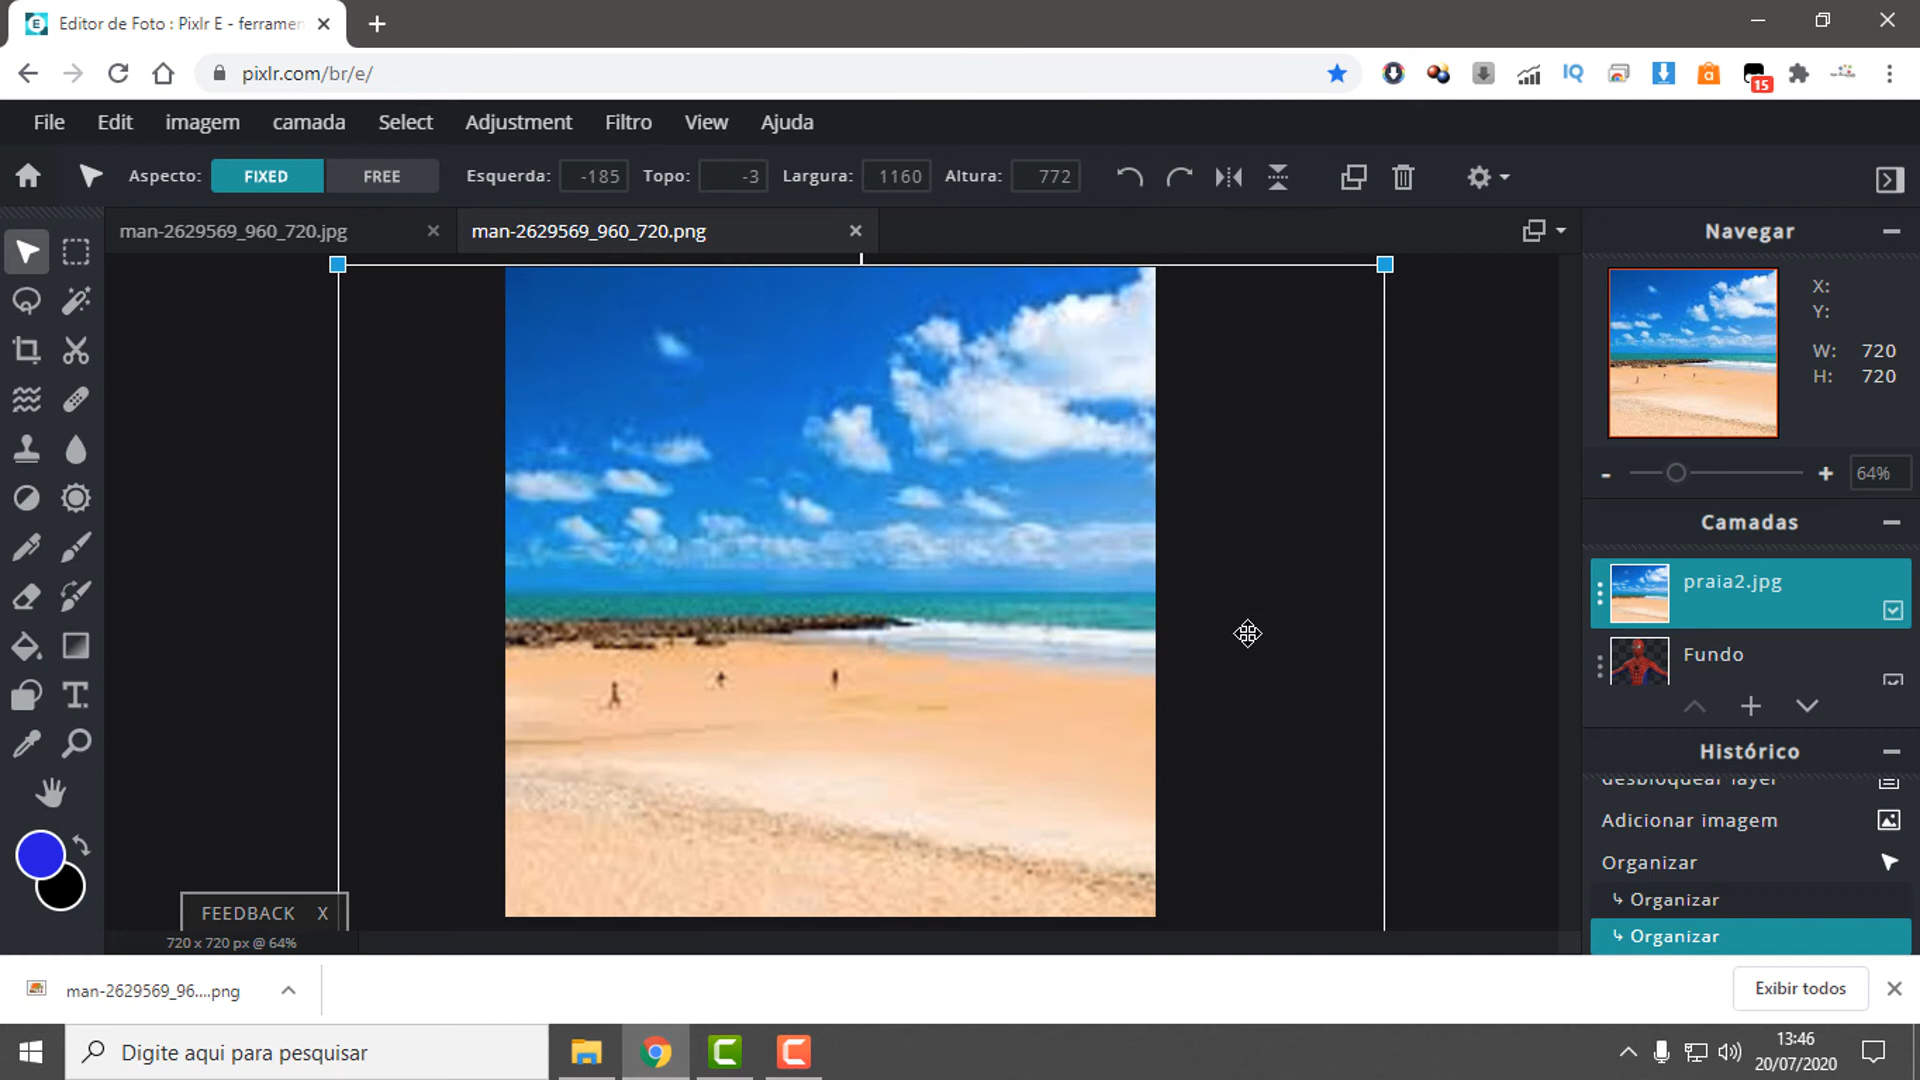 Editor de Foto : Pixlr E - ferramen
pixlr.com/br/e/
15
File Edit imagem camada Select Adjustment Filtro View Ajuda
Aspecto: FIXED FREE Esquerda: -185 Topo: -3 Largura: 1160 Altura: 772
man-2629569_960_720.jpg man-2629569_960_720.png
Navegar
X:
Y:
W: 720
H: 720
- + 64%
Camadas
praia2.jpg
Fundo
Histórico
desbloquear layer
Adicionar imagem
Organizar
Organizar
Organizar
FEEDBACK X
720 x 720 px @ 64%
man-2629569_96....png
Exibir todos
Digite aqui para pesquisar
13:46
20/07/2020